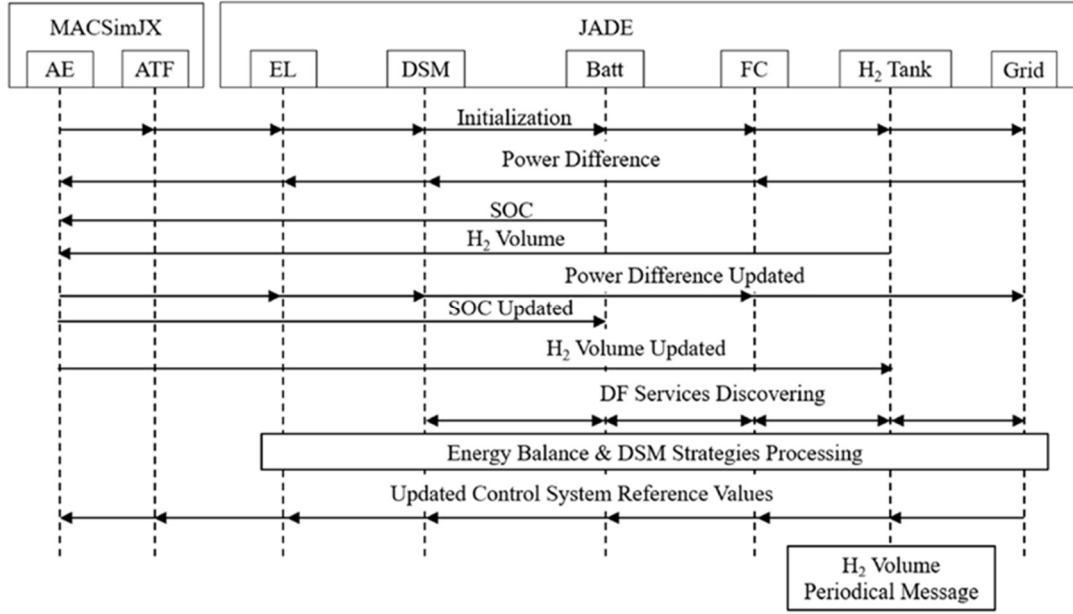 MACSimJX
JADE
AE
ATF
EL
DSM
Batt
FC
H₂ Tank
Grid
Initialization
Power Difference
SOC
H₂ Volume
Power Difference Updated
SOC Updated
H₂ Volume Updated
DF Services Discovering
Energy Balance & DSM Strategies Processing
Updated Control System Reference Values
H₂ Volume
Periodical Message